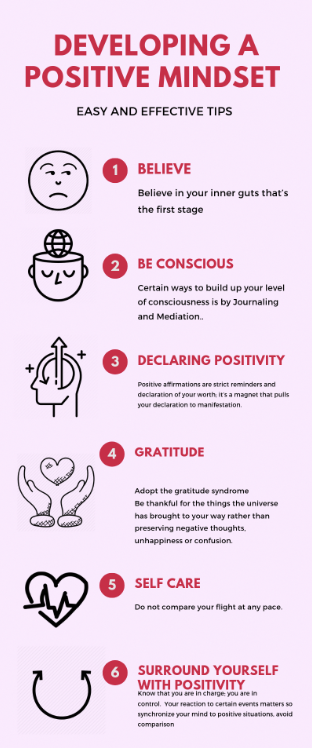 DEVELOPING A
POSITIVE MINDSET
EASY AND EFFECTIVE TIPS
1 BELIEVE
Believe in your inner guts that's
the first stage
2 BE CONSCIOUS
Certain ways to build up your level
of consciousness is by Journaling
and Mediation..
3 DECLARING POSITIVITY
Positive affirmations are strict reminders and
declaration of your worth, it's a magnet that pulls
your declaration to manifestation.
4 GRATITUDE
Adopt the gratitude syndrome
Be thankful for the things the universe
has brought to your way rather than
preserving negative thoughts,
unhappiness or confusion.
5 SELF CARE
Do not compare your flight at any pace.
6 SURROUND YOURSELF
WITH POSITIVITY
Know that you are in charge; you are in
control. Your reaction to certain events matters so
synchronize your mind to positive situations, avoid
comparison